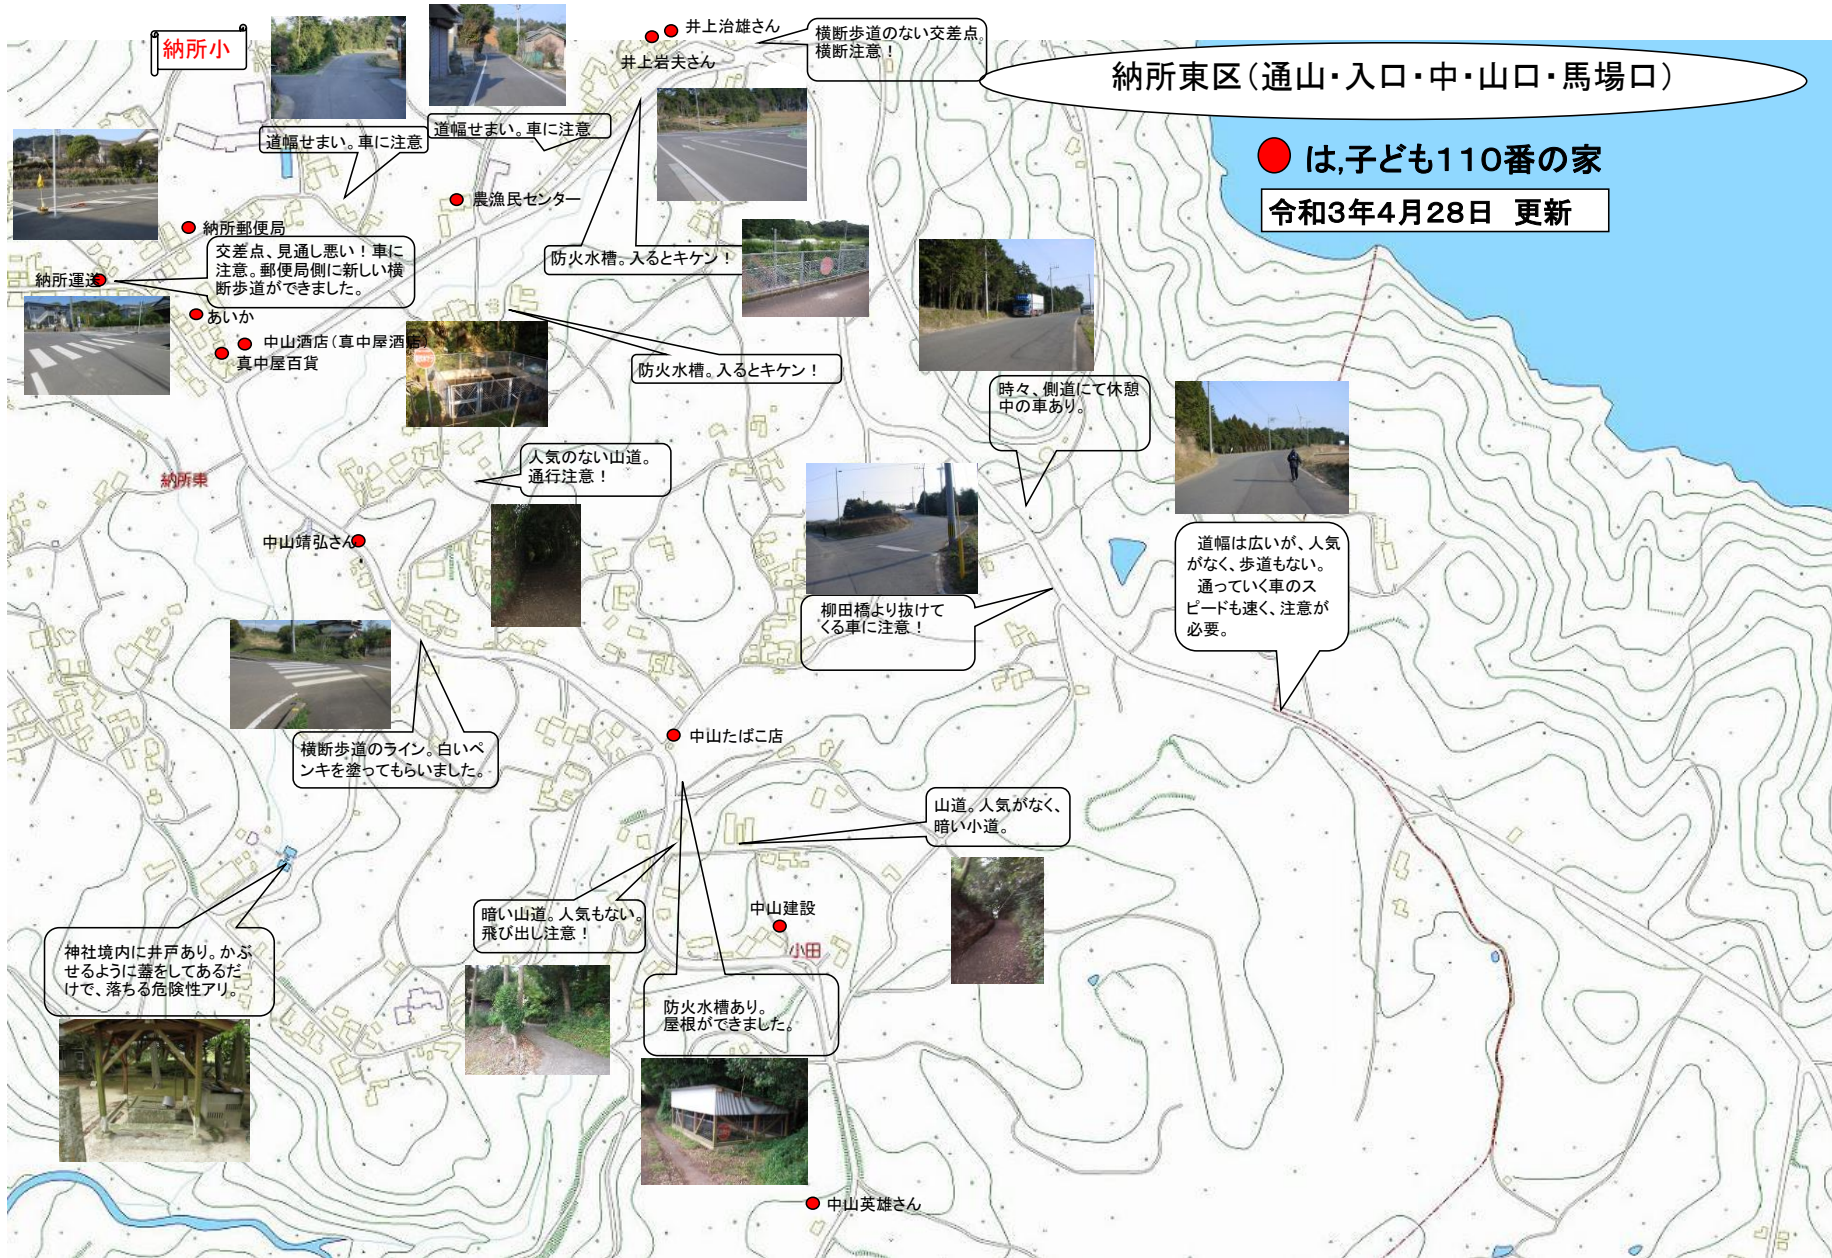 納所小
井上治雄さん
井上岩夫さん
横断歩道のない交差点。
横断注意！
納所東区（通山・入口・中・山口・馬場口）
は,子ども110番の家
令和3年4月28日　更新
道幅せまい。車に注意
道幅せまい。車に注意
農漁民センター
納所郵便局
交差点、見通し悪い！車に
注意。郵便局側に新しい横
断歩道ができました。
納所運送
防火水槽。入るとキケン！
あいか
中山酒店（真中屋酒店）
真中屋百貨
防火水槽。入るとキケン！
時々、側道にて休憩
中の車あり。
人気のない山道。
通行注意！
納所東
中山靖弘さん
道幅は広いが、人気
がなく、歩道もない。
通っていく車のス
ピードも速く、注意が
必要。
柳田橋より抜けて
くる車に注意！
横断歩道のライン。白いペ
ンキを塗ってもらいました。
中山たばこ店
山道。人気がなく、
暗い小道。
暗い山道。人気もない。
飛び出し注意！
中山建設
小田
神社境内に井戸あり。かぶ
せるように蓋をしてあるだ
けで、落ちる危険性アリ。
防火水槽あり。
屋根ができました。
中山英雄さん